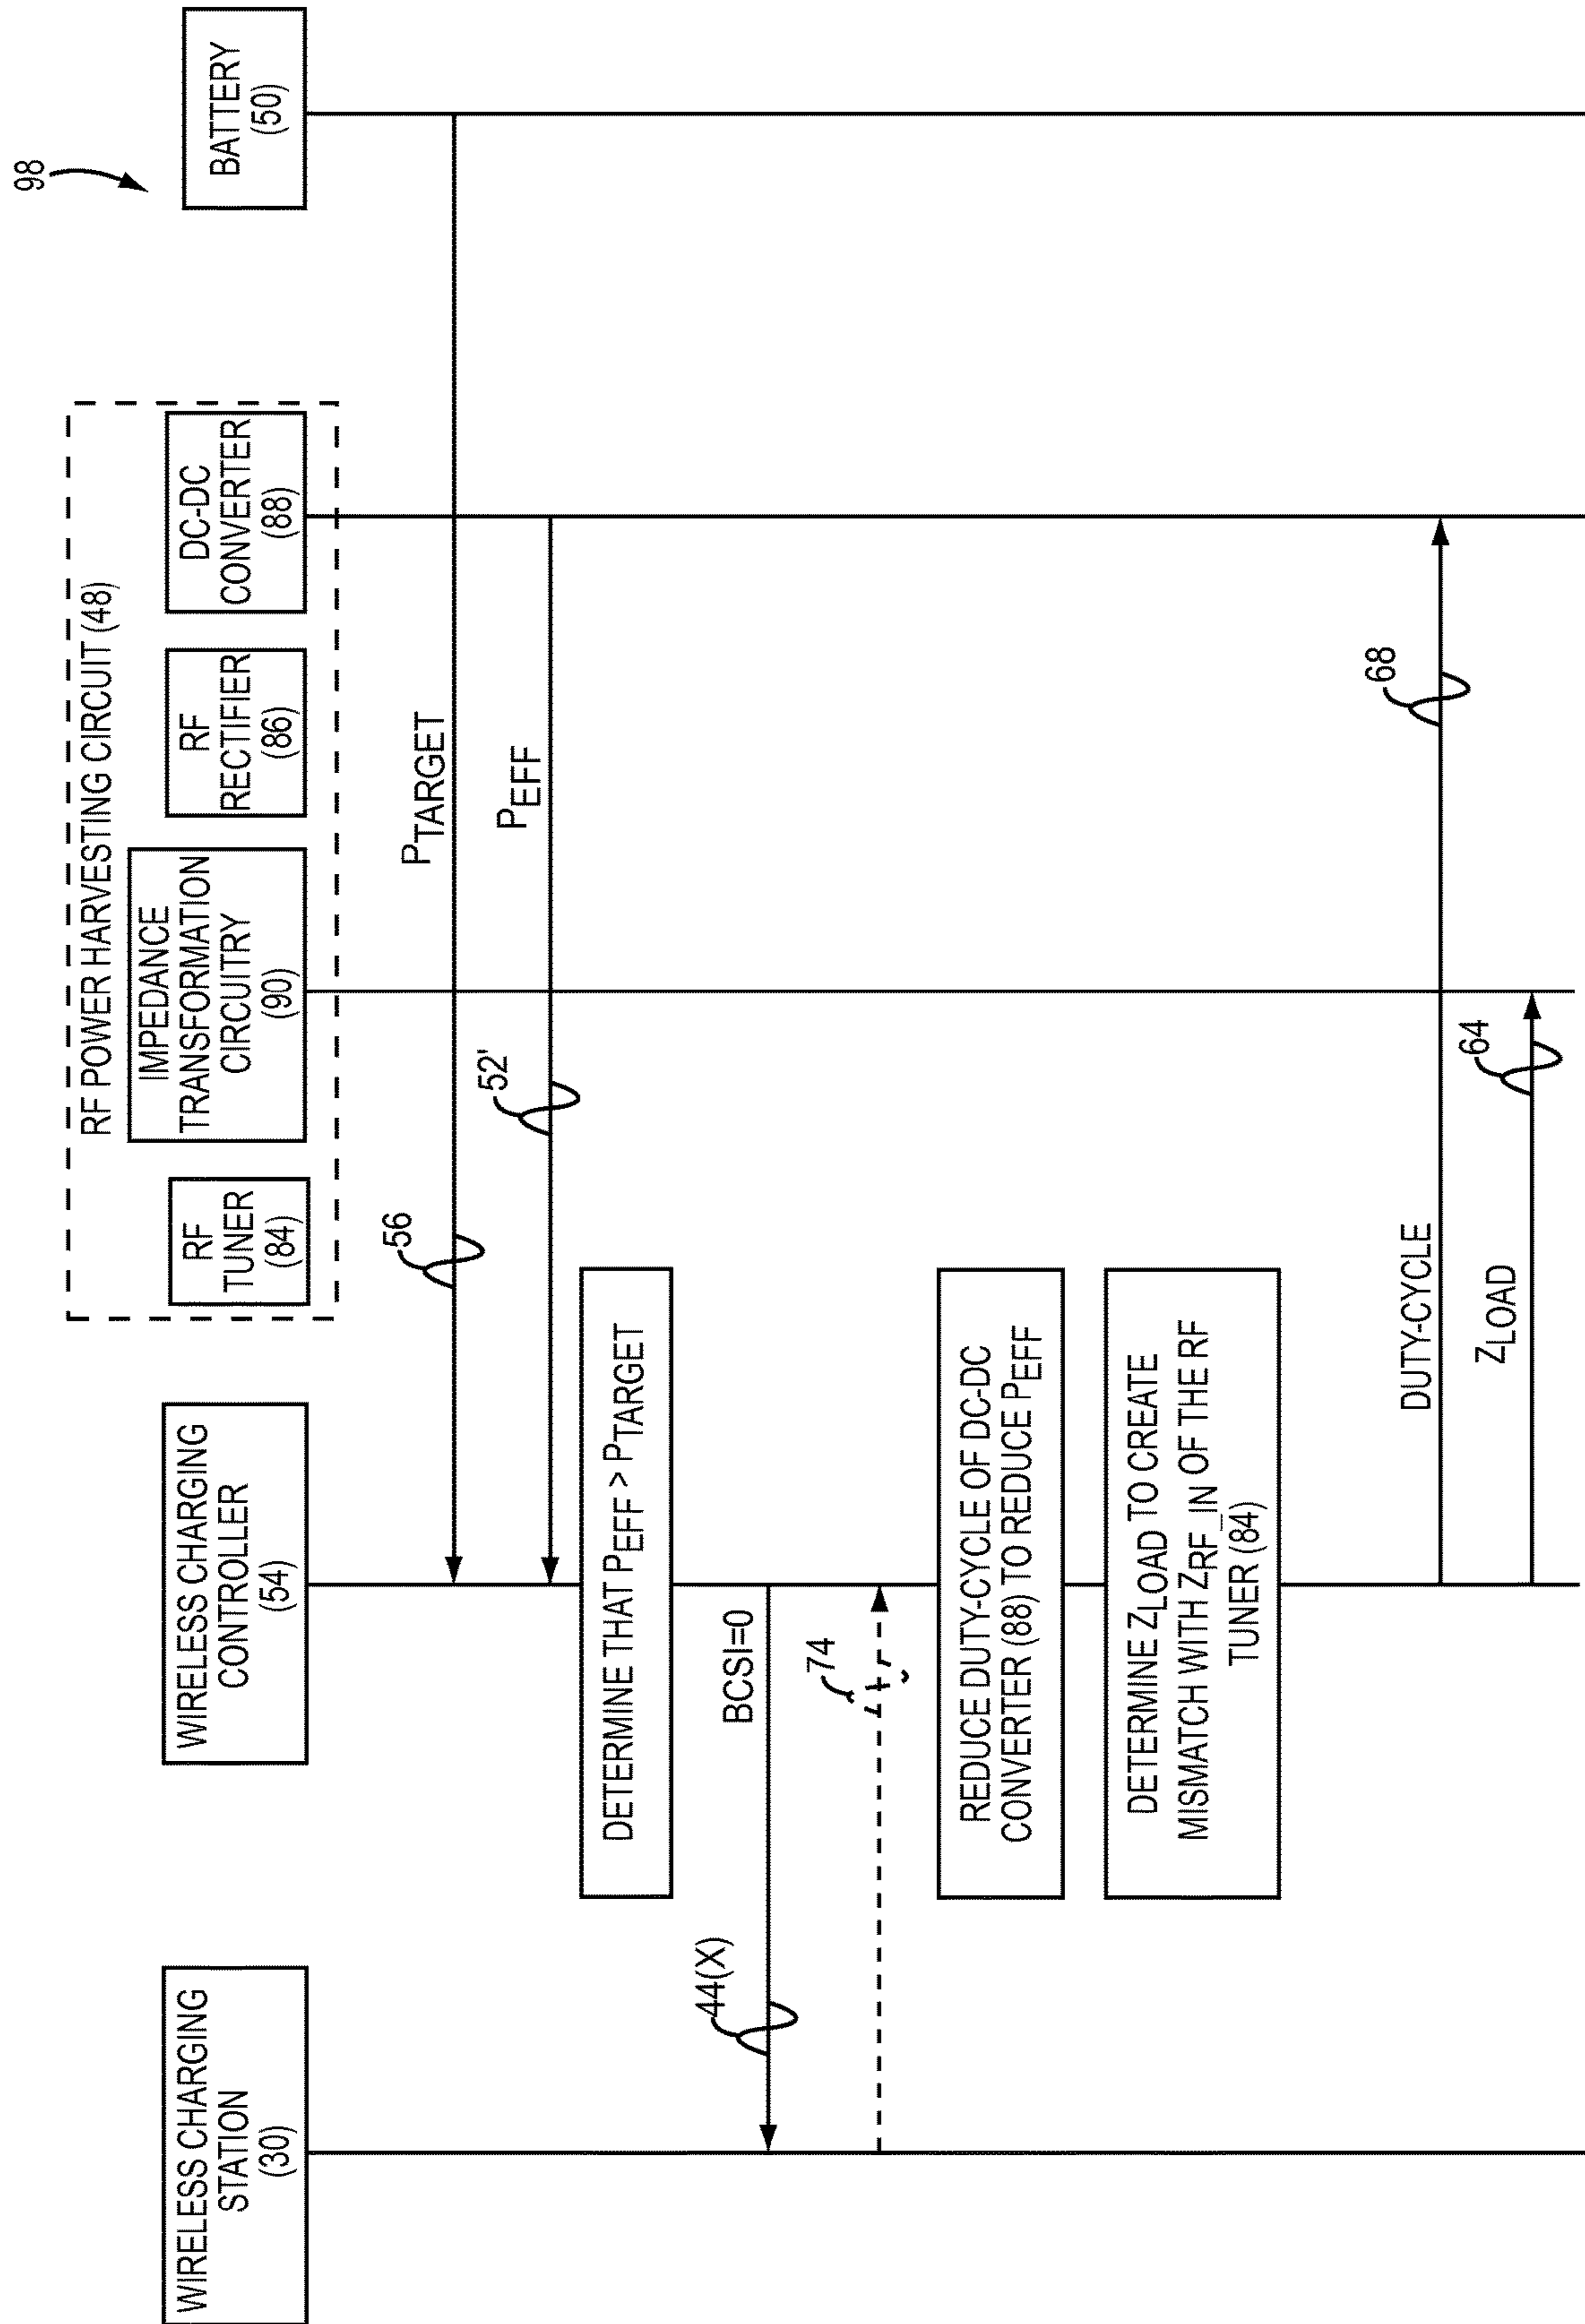 98
WIRELESS CHARGING
STATION
(30)
WIRELESS CHARGING
CONTROLLER
(54)
RF POWER HARVESTING CIRCUIT (48)
RF
TUNER
(84)
IMPEDANCE
TRANSFORMATION
CIRCUITRY
(90)
RF
RECTIFIER
(86)
DC-DC
CONVERTER
(88)
BATTERY
(50)
56
PTARGET
52'
PEFF
DETERMINE THAT PEFF > PTARGET
44(X)
BCSI=0
74
REDUCE DUTY-CYCLE OF DC-DC
CONVERTER (88) TO REDUCE PEFF
DETERMINE ZLOAD TO CREATE
MISMATCH WITH ZRF_IN OF THE RF
TUNER (84)
DUTY-CYCLE
68
ZLOAD
64